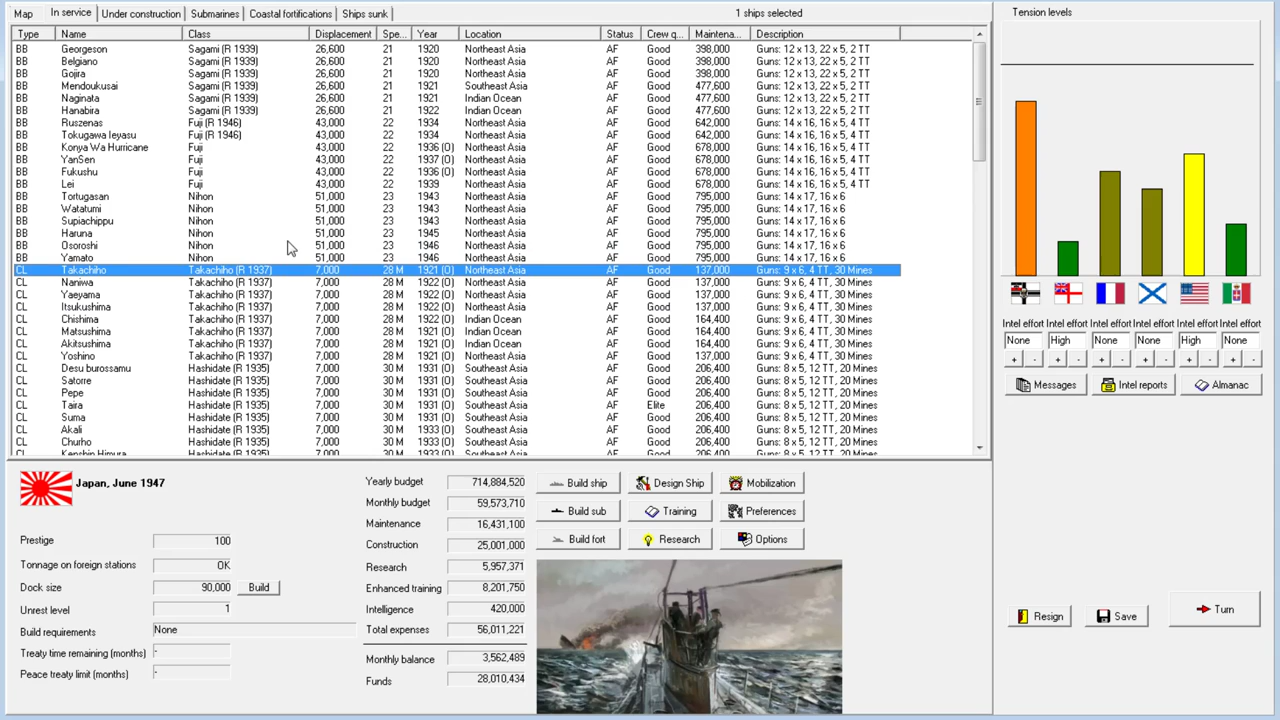 Map In service Under construction Submarines Coastal fortifications Ships sunk 1 ships selected Tension levels
Type Name Class Displacement Spe... Year Location Status Crew q... Maintena... Description
BB Georgeson Sagami (R 1939) 26,600 21 1920 Northeast Asia AF Good 398,000 Guns: 12 x 13, 22 x 5, 2 TT
BB Belgiano Sagami (R 1939) 26,600 21 1920 Northeast Asia AF Good 398,000 Guns: 12 x 13, 22 x 5, 2 TT
BB Gojira Sagami (R 1939) 26,600 21 1920 Northeast Asia AF Good 398,000 Guns: 12 x 13, 22 x 5, 2 TT
BB Mendoukusai Sagami (R 1939) 26,600 21 1921 Southeast Asia AF Good 477,600 Guns: 12 x 13, 22 x 5, 2 TT
BB Naginata Sagami (R 1939) 26,600 21 1921 Indian Ocean AF Good 477,600 Guns: 12 x 13, 22 x 5, 2 TT
BB Hanabira Sagami (R 1939) 26,600 21 1922 Indian Ocean AF Good 477,600 Guns: 12 x 13, 22 x 5, 2 TT
BB Ruszenas Fuji (R 1946) 43,000 22 1934 Northeast Asia AF Good 642,000 Guns: 14 x 16, 16 x 5, 4 TT
BB Tokugawa Ieyasu Fuji (R 1946) 43,000 22 1934 Northeast Asia AF Good 642,000 Guns: 14 x 16, 16 x 5, 4 TT
BB Konya Wa Hurricane Fuji 43,000 22 1936 (O) Northeast Asia AF Good 678,000 Guns: 14 x 16, 16 x 5, 4 TT
BB YanSen Fuji 43,000 22 1937 (O) Northeast Asia AF Good 678,000 Guns: 14 x 16, 16 x 5, 4 TT
BB Fukushu Fuji 43,000 22 1936 (O) Northeast Asia AF Good 678,000 Guns: 14 x 16, 16 x 5, 4 TT
BB Lei Fuji 43,000 22 1939 Northeast Asia AF Good 678,000 Guns: 14 x 16, 16 x 5, 4 TT
BB Tortugasan Nihon 51,000 23 1943 Northeast Asia AF Good 795,000 Guns: 14 x 17, 16 x 6
BB Watatumi Nihon 51,000 23 1943 Northeast Asia AF Good 795,000 Guns: 14 x 17, 16 x 6
BB Supiachippu Nihon 51,000 23 1943 Northeast Asia AF Good 795,000 Guns: 14 x 17, 16 x 6
BB Haruna Nihon 51,000 23 1945 Northeast Asia AF Good 795,000 Guns: 14 x 17, 16 x 6
BB Osoroshi Nihon 51,000 23 1946 Northeast Asia AF Good 795,000 Guns: 14 x 17, 16 x 6
BB Yamato Nihon 51,000 23 1946 Northeast Asia AF Good 795,000 Guns: 14 x 17, 16 x 6
CL Takachiho Takachiho (R 1937) 7,000 28 M 1921 (O) Northeast Asia AF Good 137,000 Guns: 9 x 6, 4 TT, 30 Mines
CL Naniwa Takachiho (R 1937) 7,000 28 M 1922 (O) Northeast Asia AF Good 137,000 Guns: 9 x 6, 4 TT, 30 Mines
CL Yaeyama Takachiho (R 1937) 7,000 28 M 1922 (O) Northeast Asia AF Good 137,000 Guns: 9 x 6, 4 TT, 30 Mines
CL Itsukushima Takachiho (R 1937) 7,000 28 M 1922 (O) Northeast Asia AF Good 137,000 Guns: 9 x 6, 4 TT, 30 Mines
CL Chishima Takachiho (R 1937) 7,000 28 M 1922 (O) Indian Ocean AF Good 164,400 Guns: 9 x 6, 4 TT, 30 Mines
CL Matsushima Takachiho (R 1937) 7,000 28 M 1921 (O) Indian Ocean AF Good 164,400 Guns: 9 x 6, 4 TT, 30 Mines
CL Akitsushima Takachiho (R 1937) 7,000 28 M 1921 (O) Indian Ocean AF Good 164,400 Guns: 9 x 6, 4 TT, 30 Mines
CL Yoshino Takachiho (R 1937) 7,000 28 M 1921 (O) Northeast Asia AF Good 137,000 Guns: 9 x 6, 4 TT, 30 Mines
CL Desu burossamu Hashidate (R 1935) 7,000 30 M 1931 (O) Southeast Asia AF Good 206,400 Guns: 8 x 5, 12 TT, 20 Mines
CL Satorre Hashidate (R 1935) 7,000 30 M 1931 (O) Southeast Asia AF Good 206,400 Guns: 8 x 5, 12 TT, 20 Mines
CL Pepe Hashidate (R 1935) 7,000 30 M 1931 (O) Southeast Asia AF Good 206,400 Guns: 8 x 5, 12 TT, 20 Mines
CL Taira Hashidate (R 1935) 7,000 30 M 1931 (O) Southeast Asia AF Elite 206,400 Guns: 8 x 5, 12 TT, 20 Mines
CL Suma Hashidate (R 1935) 7,000 30 M 1931 (O) Southeast Asia AF Good 206,400 Guns: 8 x 5, 12 TT, 20 Mines
CL Akali Hashidate (R 1935) 7,000 30 M 1933 (O) Southeast Asia AF Good 206,400 Guns: 8 x 5, 12 TT, 20 Mines
CL Churho Hashidate (R 1935) 7,000 30 M 1933 (O) Southeast Asia AF Good 206,400 Guns: 8 x 5, 12 TT, 20 Mines
CL Kenshin Himura Hashidate (R 1935) 7,000 30 M 1933 (O) Southeast Asia AF Good 206,400 Guns: 8 x 5, 12 TT, 20 Mines
Intel effort Intel effort Intel effort Intel effort Intel effort Intel effort
None High None None High None
+ - + - + - + - + - + -
Messages Intel reports Almanac
Japan, June 1947
Prestige 100
Tonnage on foreign stations OK
Dock size 90,000 Build
Unrest level 1
Build requirements None
Treaty time remaining (months) -
Peace treaty limit (months) -
Yearly budget 714,884,520
Monthly budget 59,573,710
Maintenance 16,431,100
Construction 25,001,000
Research 5,957,371
Enhanced training 8,201,750
Intelligence 420,000
Total expenses 56,011,221
Monthly balance 3,562,489
Funds 28,010,434
Build ship Design Ship Mobilization
Build sub Training Preferences
Build fort Research Options
Resign Save Turn